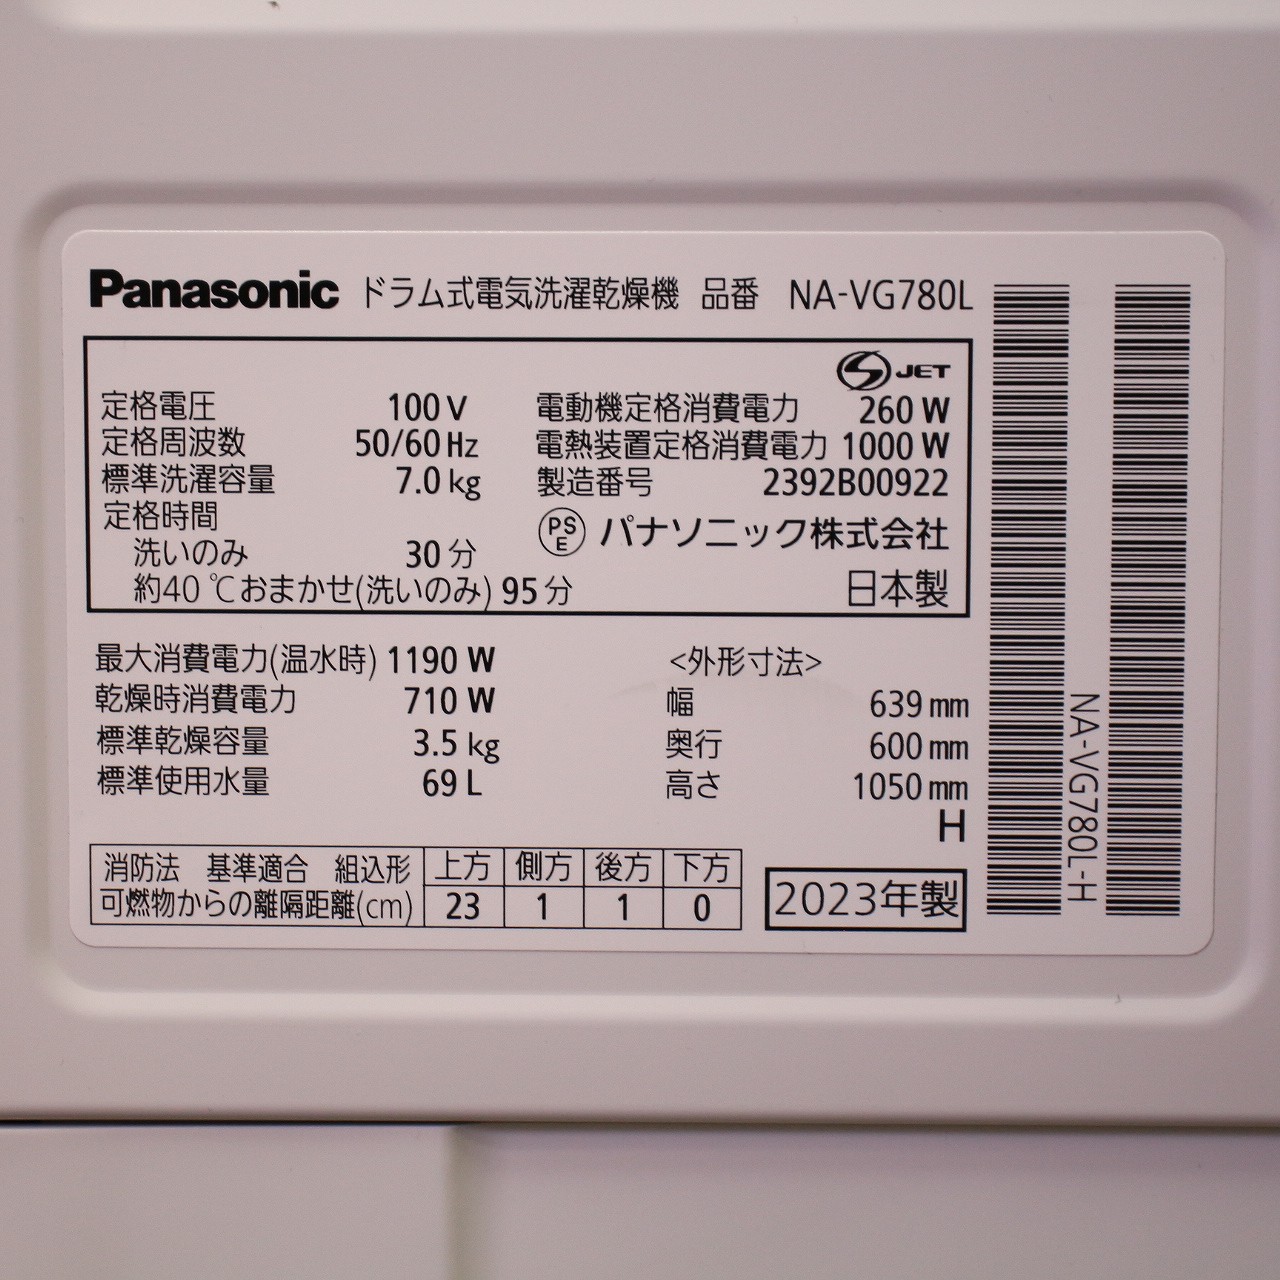 Panasonic ドラム式電気洗濯乾燥機 品番 NA-VG780L
JET
定格電圧 100 V
定格周波数 50/60 Hz
標準洗濯容量 7.0 kg
定格時間
洗いのみ 30 分
約40 ℃おまかせ(洗いのみ) 95 分
電動機定格消費電力 260 W
電熱装置定格消費電力 1000 W
製造番号 2392B00922
PSE パナソニック株式会社
日本製
最大消費電力(温水時) 1190 W
乾燥時消費電力 710 W
標準乾燥容量 3.5 kg
標準使用水量 69 L
<外形寸法>
幅 639 mm
奥行 600 mm
高さ 1050 mm
H
消防法 基準適合 組込形 上方 側方 後方 下方
可燃物からの離隔距離(cm) 23 1 1 0
2023年製
NA-VG780L-H